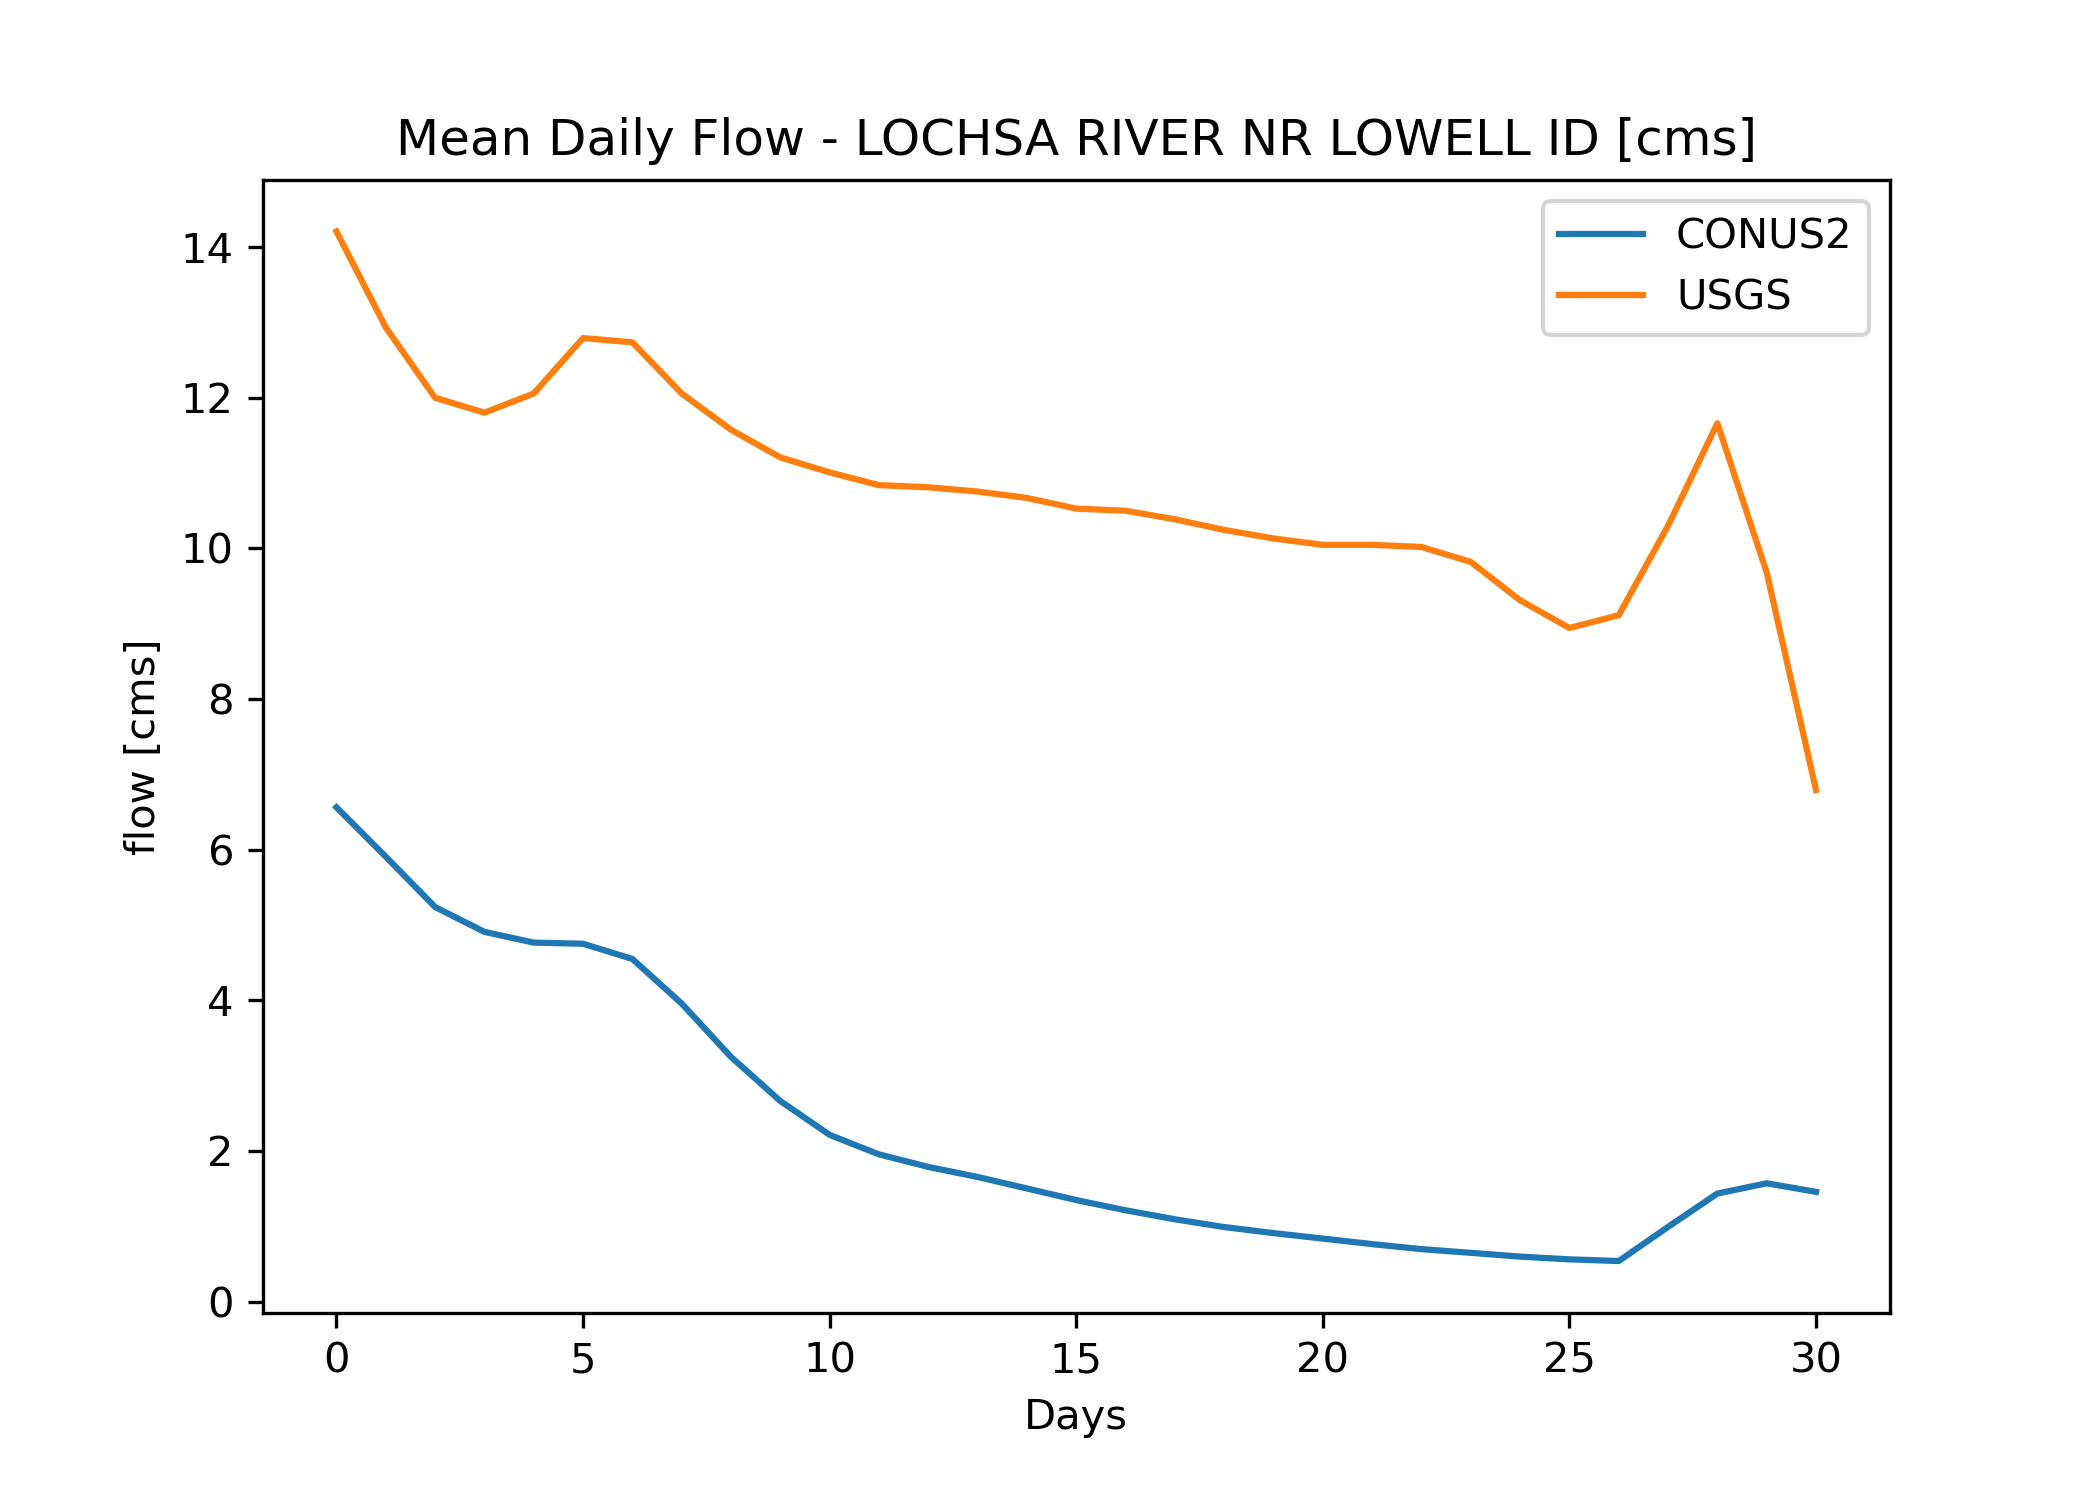 Mean Daily Flow - LOCHSA RIVER NR LOWELL ID [cms]
CONUS2
USGS
14
12
10
8
6
4
2
0
flow [cms]
0 5 10 15 20 25 30
Days